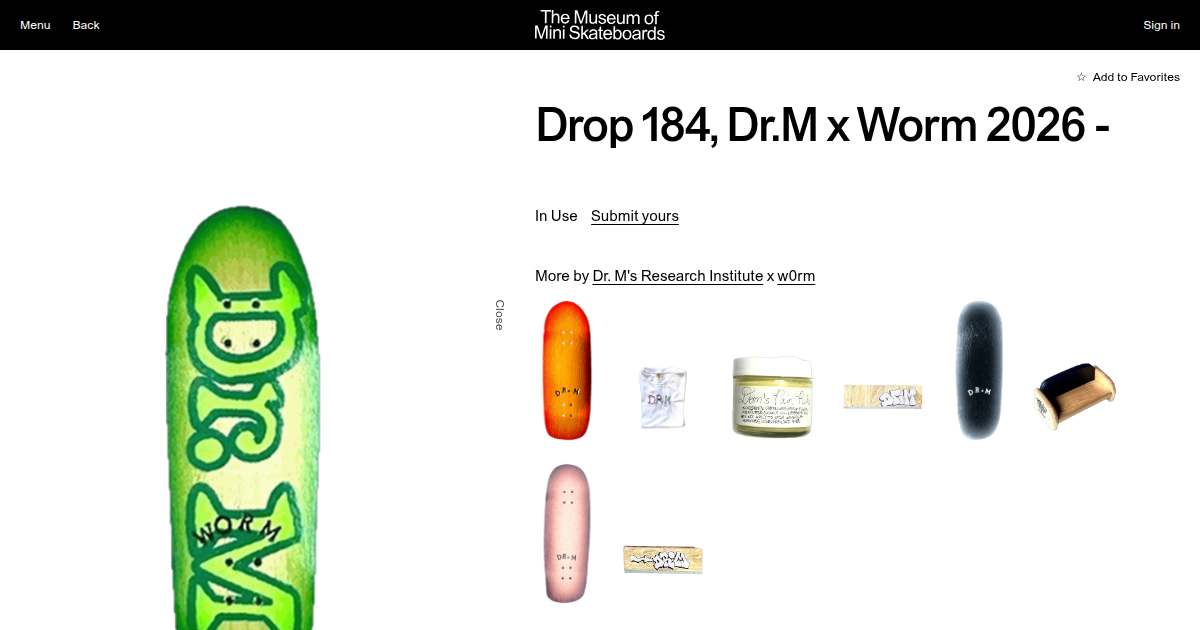 Menu Back
The Museum of
Mini Skateboards
Sign in
☆ Add to Favorites
Drop 184, Dr.M x Worm 2026 -
In Use Submit yours
More by Dr. M's Research Institute x w0rm
Close
Dr.
WORM
M
DR.M
DRM
DR.M
DR.M